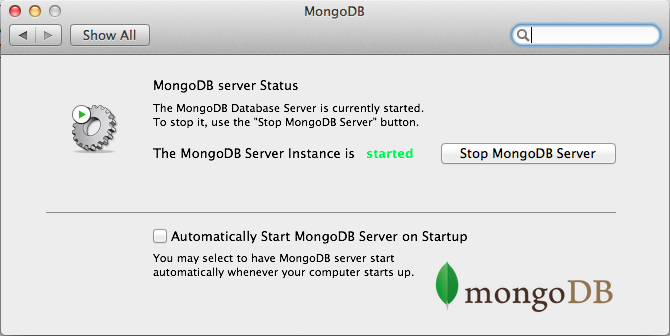 MongoDB
Show All
MongoDB server Status
The MongoDB Database Server is currently started.
To stop it, use the "Stop MongoDB Server" button.
The MongoDB Server Instance is started
Stop MongoDB Server
Automatically Start MongoDB Server on Startup
You may select to have MongoDB server start
automatically whenever your computer starts up.
mongoDB